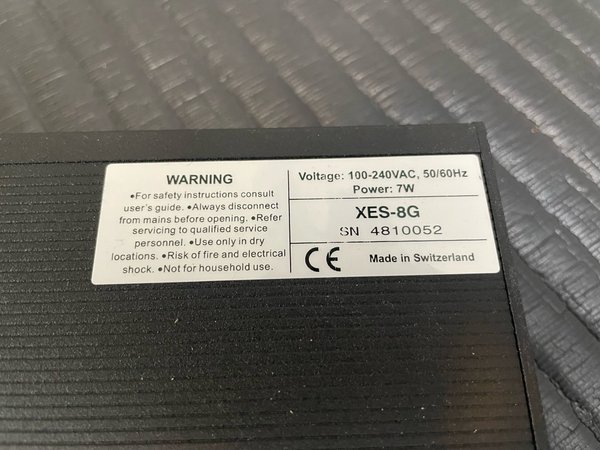 WARNING
•For safety instructions consult
user's guide. •Always disconnect
from mains before opening. •Refer
servicing to qualified service
personnel. •Use only in dry
locations. •Risk of fire and electrical
shock. •Not for household use.
Voltage: 100-240VAC, 50/60Hz
Power: 7W
XES-8G
SN 4810052
CE Made in Switzerland